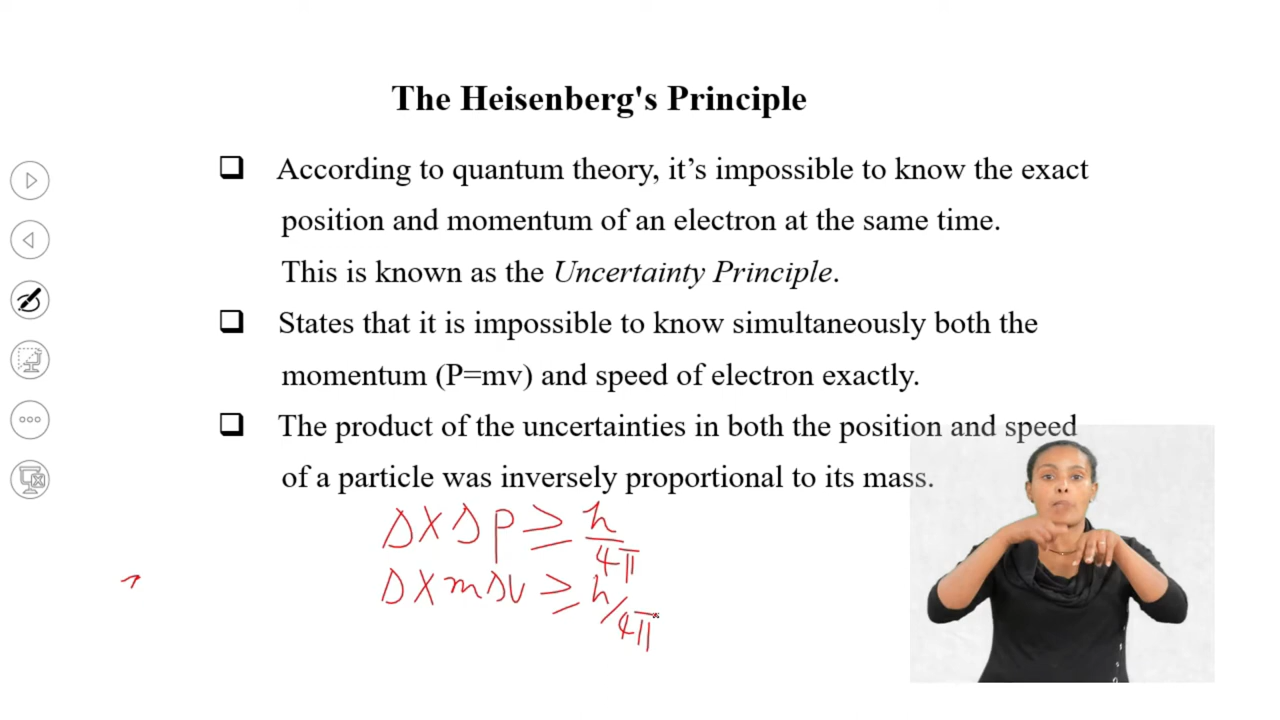 The Heisenberg's Principle
❑ According to quantum theory, it’s impossible to know the exact
position and momentum of an electron at the same time.
This is known as the Uncertainty Principle.
❑ States that it is impossible to know simultaneously both the
momentum (P=mv) and speed of electron exactly.
❑ The product of the uncertainties in both the position and speed
of a particle was inversely proportional to its mass.
Δx Δp ≥ h/4π
Δx mΔv ≥ h/4π